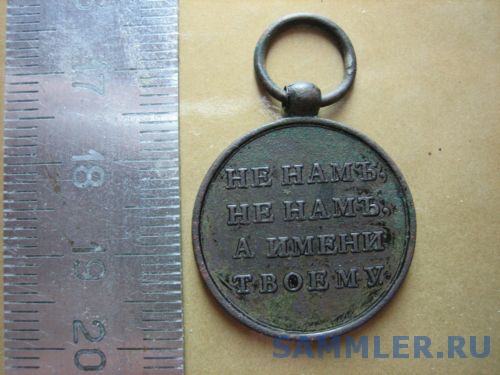 17
18
19
20
НЕ НАМЪ,
НЕ НАМЪ,
А ИМЕНИ
ТВОЕМУ
SAMMLER.RU